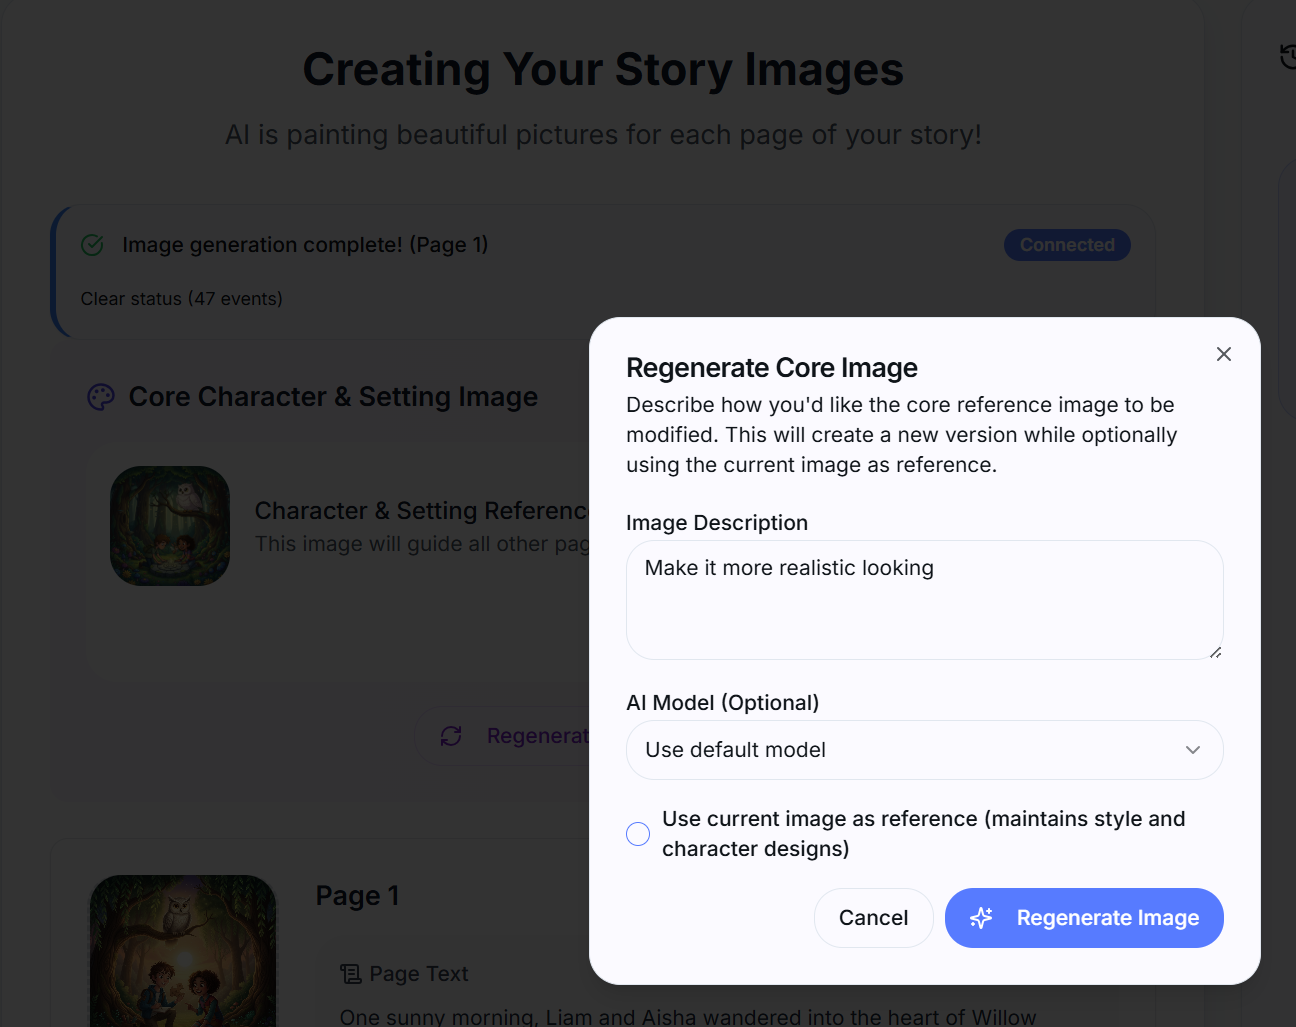 Creating Your Story Images
AI is painting beautiful pictures for each page of your story!
Image generation complete! (Page 1)
Connected
Clear status (47 events)
Core Character & Setting Image
Character & Setting Referenc
This image will guide all other pag
Regenerat
Page 1
Page Text
One sunny morning, Liam and Aisha wandered into the heart of Willow
Regenerate Core Image
Describe how you'd like the core reference image to be
modified. This will create a new version while optionally
using the current image as reference.
Image Description
Make it more realistic looking
AI Model (Optional)
Use default model
Use current image as reference (maintains style and
character designs)
Cancel
Regenerate Image